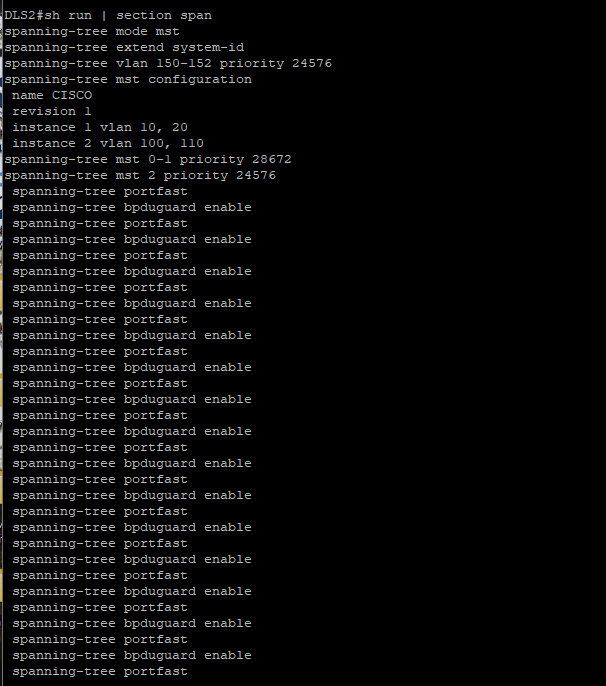 DLS2#sh run | section span
spanning-tree mode mst
spanning-tree extend system-id
spanning-tree vlan 150-152 priority 24576
spanning-tree mst configuration
 name CISCO
 revision 1
 instance 1 vlan 10, 20
 instance 2 vlan 100, 110
spanning-tree mst 0-1 priority 28672
spanning-tree mst 2 priority 24576
 spanning-tree portfast
 spanning-tree bpduguard enable
 spanning-tree portfast
 spanning-tree bpduguard enable
 spanning-tree portfast
 spanning-tree bpduguard enable
 spanning-tree portfast
 spanning-tree bpduguard enable
 spanning-tree portfast
 spanning-tree bpduguard enable
 spanning-tree portfast
 spanning-tree bpduguard enable
 spanning-tree portfast
 spanning-tree bpduguard enable
 spanning-tree portfast
 spanning-tree bpduguard enable
 spanning-tree portfast
 spanning-tree bpduguard enable
 spanning-tree portfast
 spanning-tree bpduguard enable
 spanning-tree portfast
 spanning-tree bpduguard enable
 spanning-tree portfast
 spanning-tree bpduguard enable
 spanning-tree portfast
 spanning-tree bpduguard enable
 spanning-tree portfast
 spanning-tree bpduguard enable
 spanning-tree portfast
 spanning-tree bpduguard enable
 spanning-tree portfast